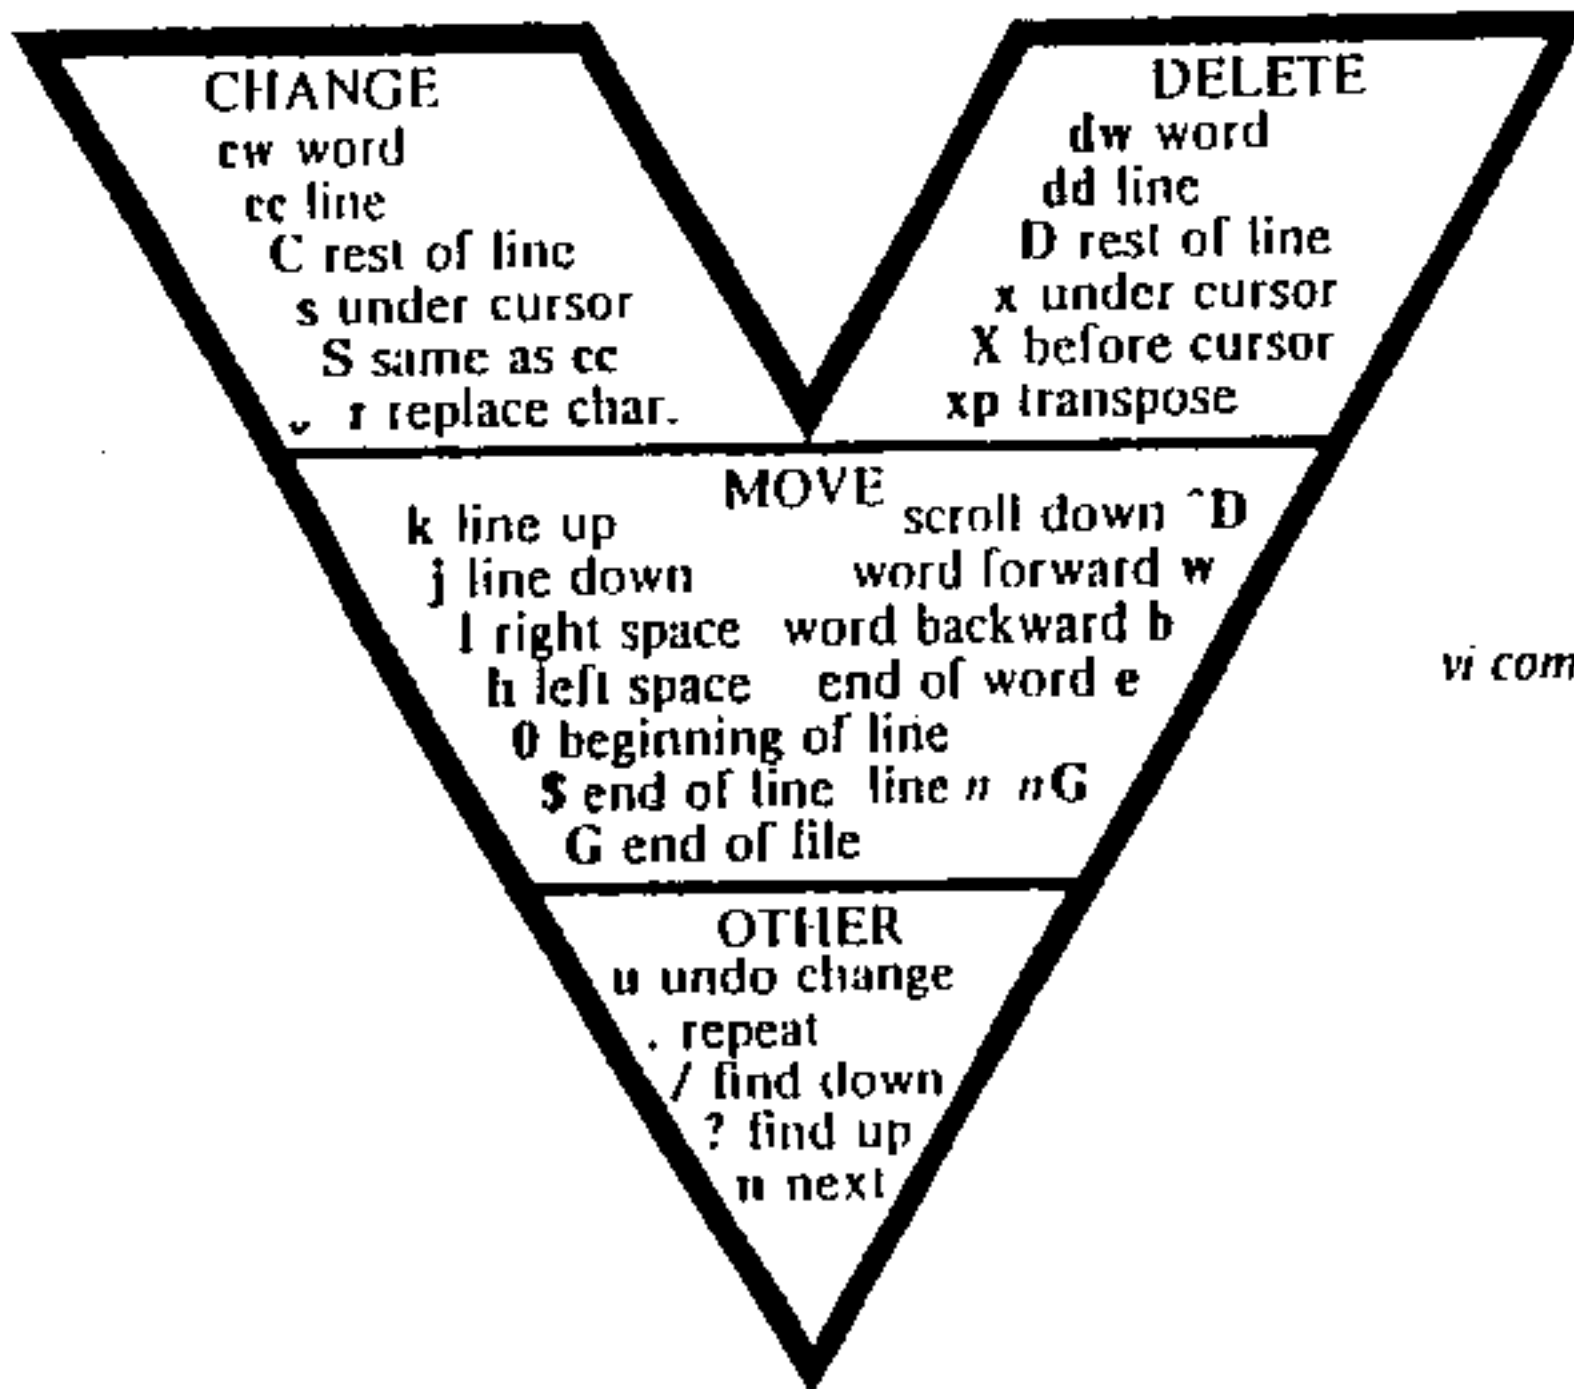 CHANGE
cw word
cc line
C rest of line
s under cursor
S same as cc
r replace char.
DELETE
dw word
dd line
D rest of line
x under cursor
X before cursor
xp transpose
MOVE
k line up
j line down
l right space
h left space
0 beginning of line
$ end of line
G end of file
scroll down ^D
word forward w
word backward b
end of word e
line n nG
OTHER
u undo change
. repeat
/ find down
? find up
n next
vi com